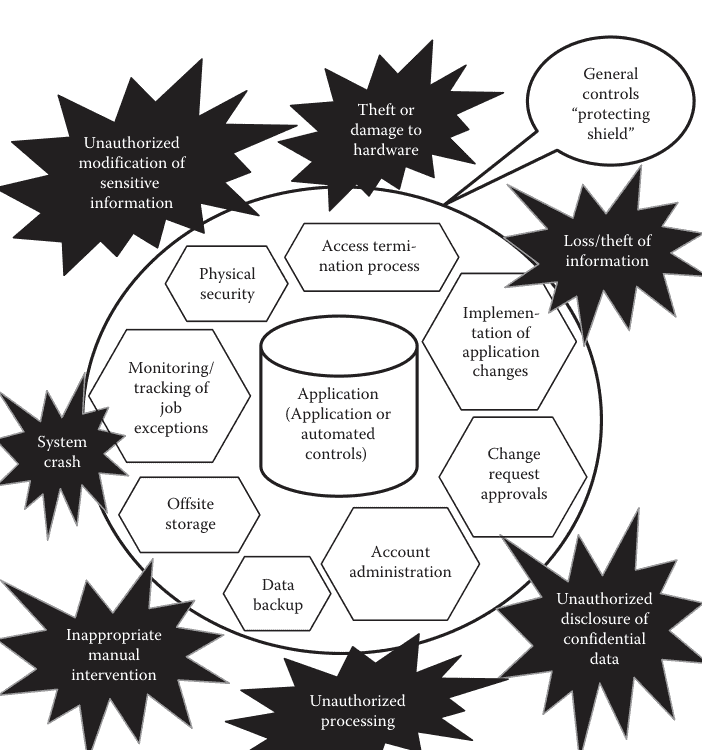 General
controls
“protecting
shield”
Theft or
damage to
hardware
Unauthorized
modification of
sensitive
information
Loss/theft of
information
Access termi-
nation process
Physical
security
Implemen-
tation of
application
changes
Monitoring/
tracking of
job
exceptions
Application
(Application or
automated
controls)
System
crash
Change
request
approvals
Offsite
storage
Account
administration
Data
backup
Unauthorized
disclosure of
confidential
data
Inappropriate
manual
intervention
Unauthorized
processing